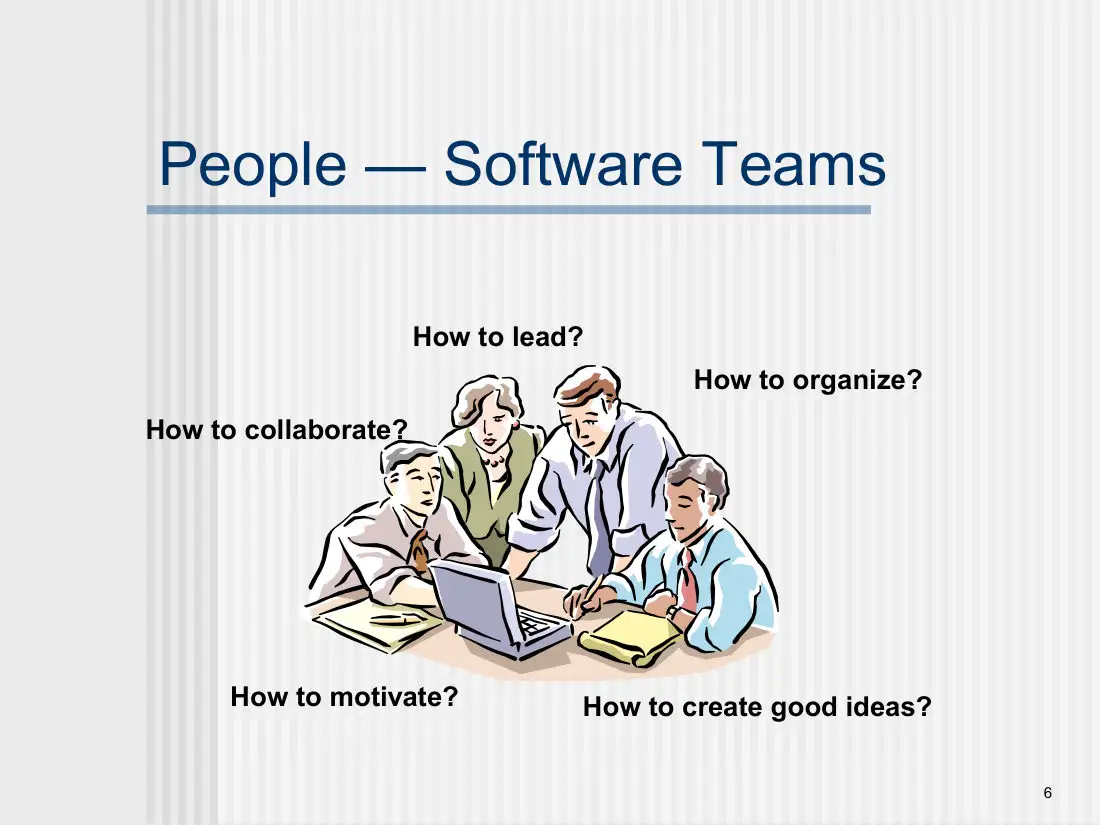 People — Software Teams
How to lead?
How to organize?
How to collaborate?
How to motivate?
How to create good ideas?
6